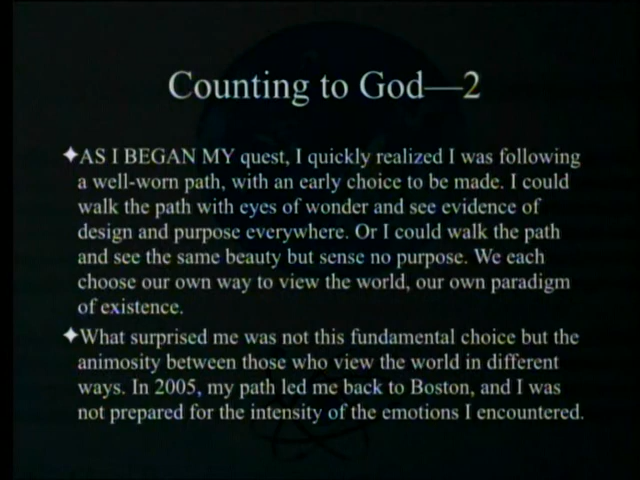 Counting to God—2
✦AS I BEGAN MY quest, I quickly realized I was following
a well-worn path, with an early choice to be made. I could
walk the path with eyes of wonder and see evidence of
design and purpose everywhere. Or I could walk the path
and see the same beauty but sense no purpose. We each
choose our own way to view the world, our own paradigm
of existence.
✦What surprised me was not this fundamental choice but the
animosity between those who view the world in different
ways. In 2005, my path led me back to Boston, and I was
not prepared for the intensity of the emotions I encountered.